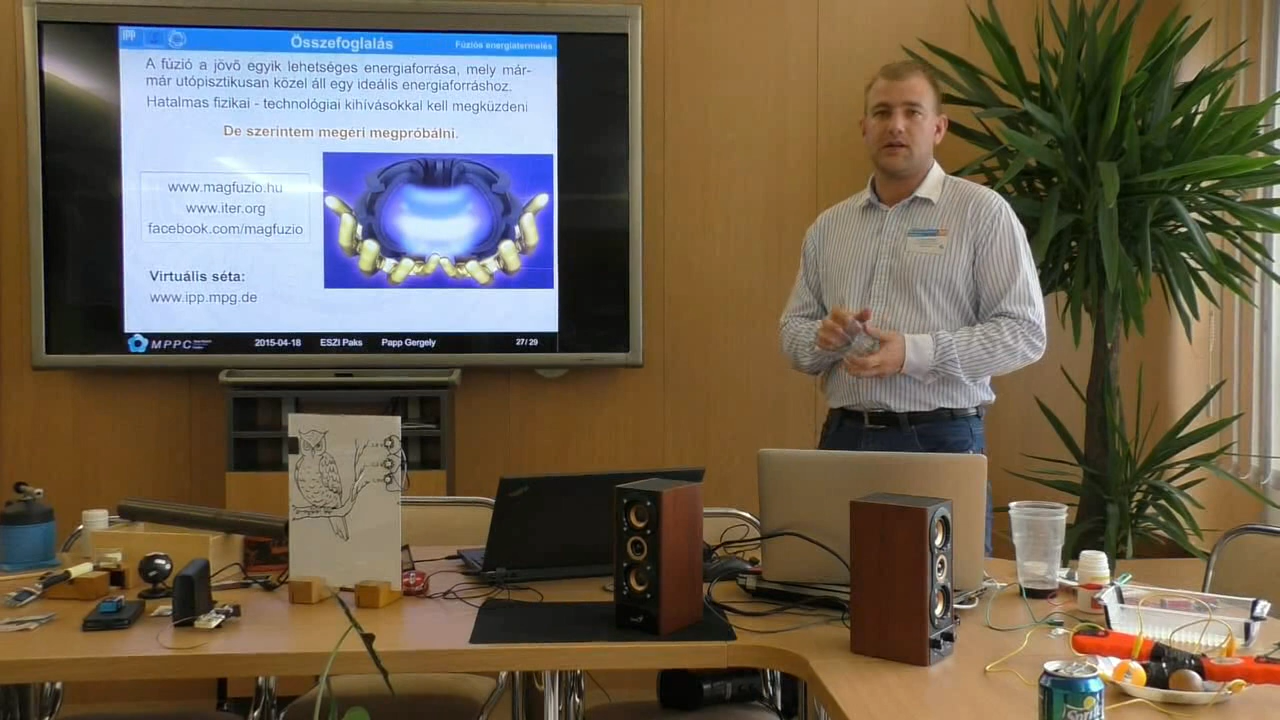 IPP
Összefoglalás
Fúziós energiatermelés
A fúzió a jövő egyik lehetséges energiaforrása, mely már-
már utópisztikusan közel áll egy ideális energiaforráshoz.
Hatalmas fizikai - technológiai kihívásokkal kell megküzdeni
De szerintem megéri megpróbálni.
www.magfuzio.hu
www.iter.org
facebook.com/magfuzio
Virtuális séta:
www.ipp.mpg.de
MPPC
2015-04-18 ESZI Paks Papp Gergely
27/ 29
ThinkPad
Sprite